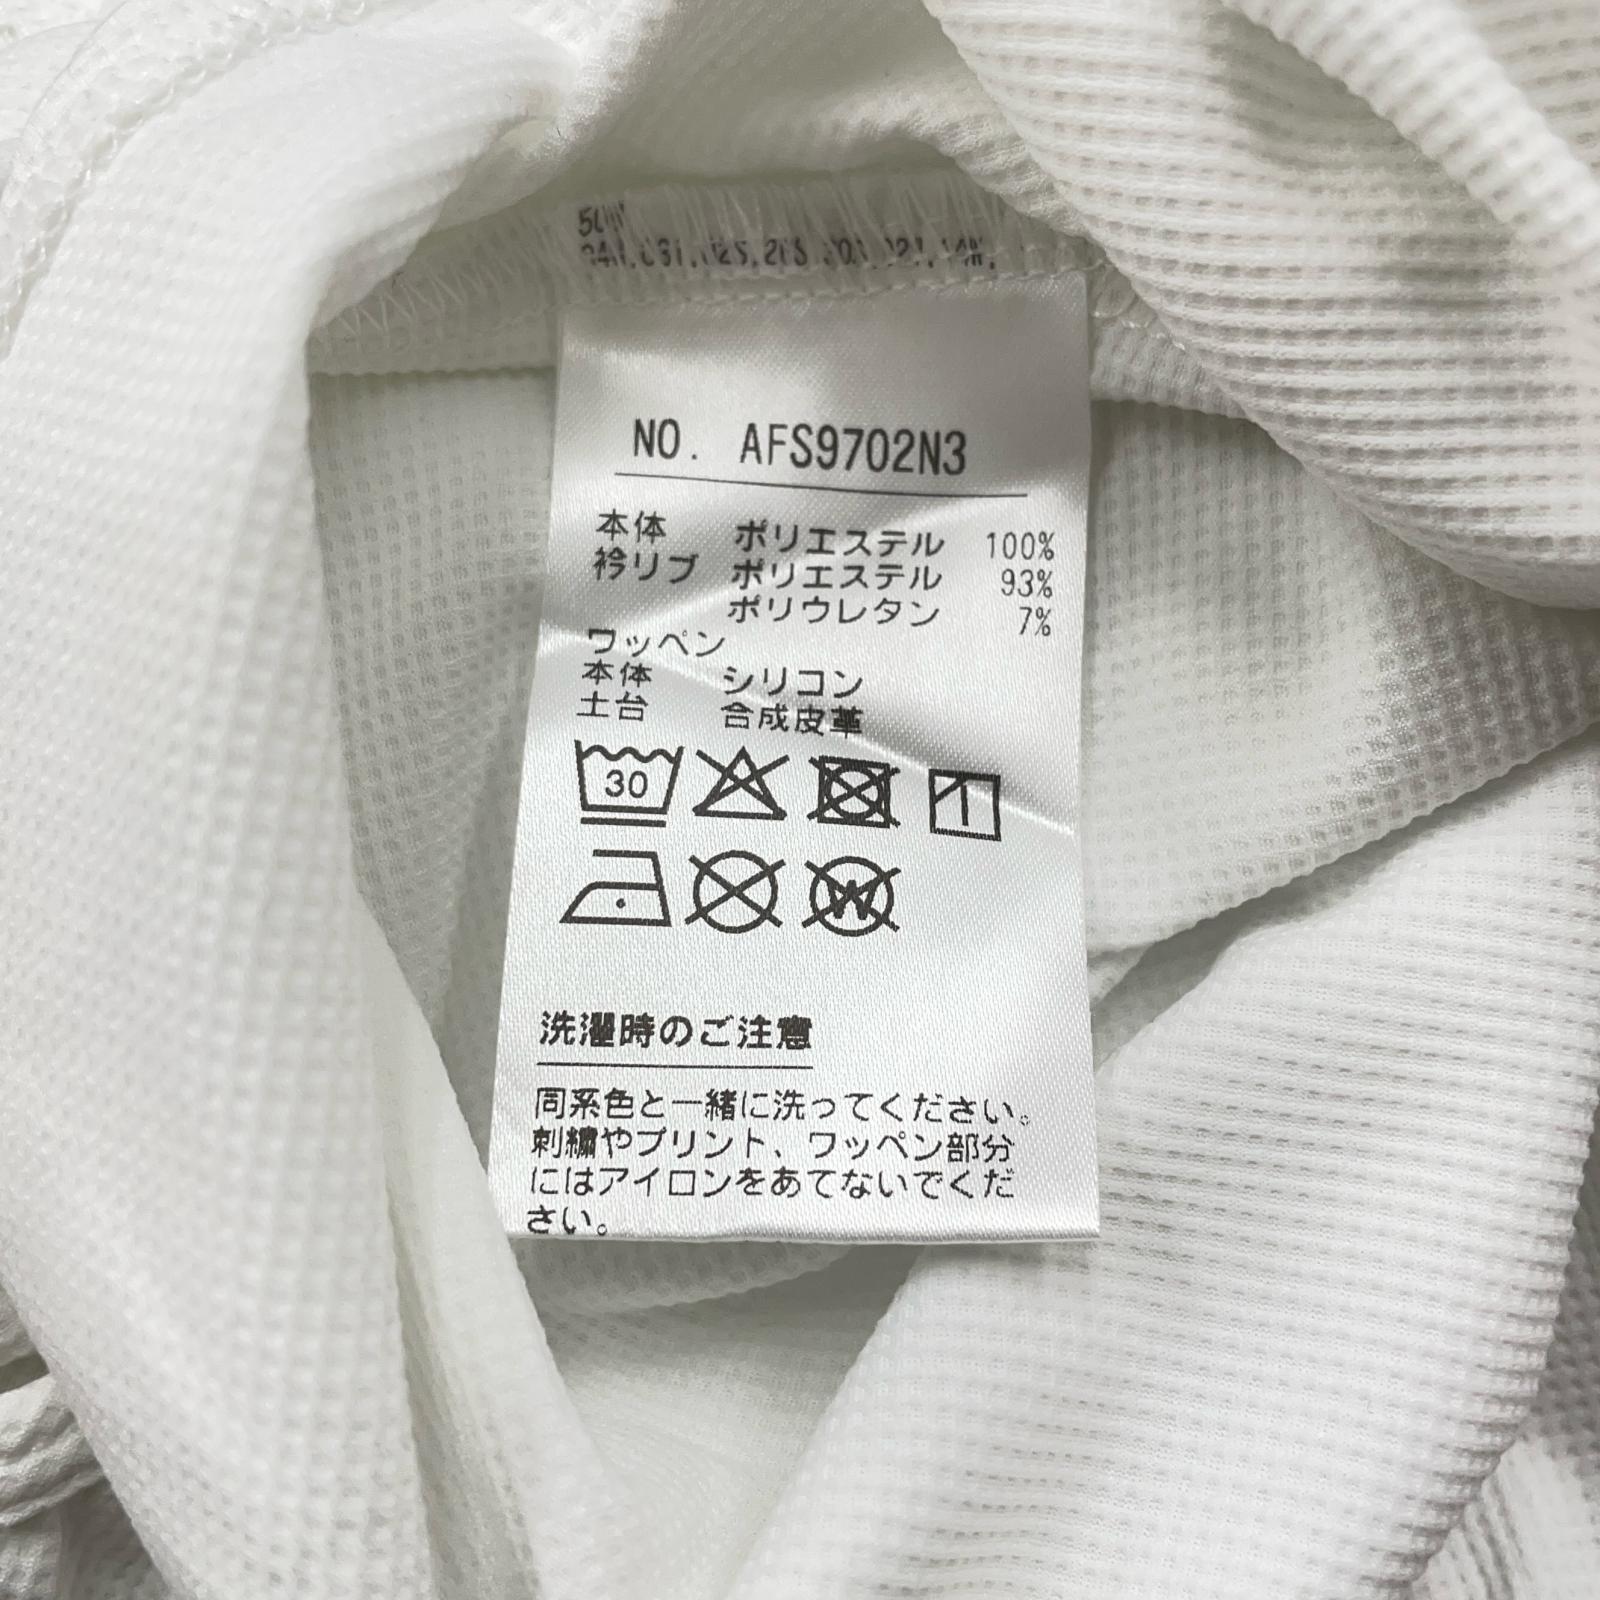 NO. AFS9702N3
本体 ポリエステル 100%
衿リブ ポリエステル 93%
ポリウレタン 7%
ワッペン
本体 シリコン
土台 合成皮革
30
W
洗濯時のご注意
同系色と一緒に洗ってください。
刺繍やプリント、ワッペン部分
にはアイロンをあてないでくだ
さい。